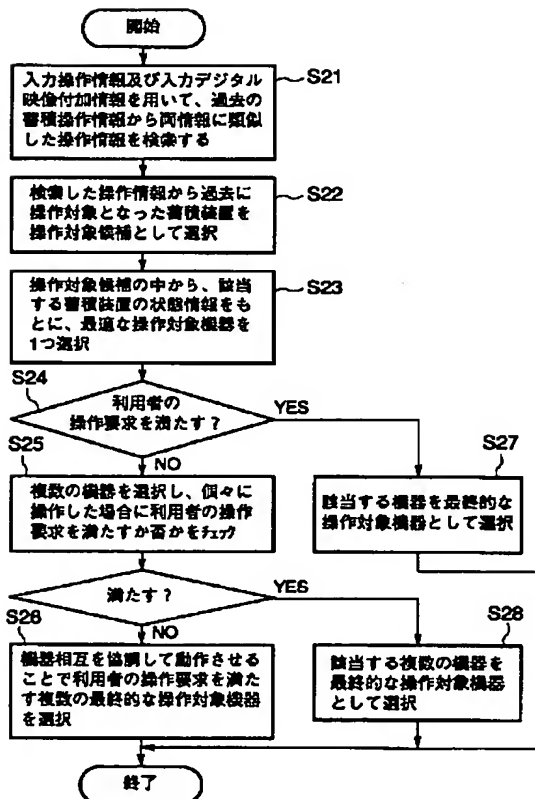 開始
S21
入力操作情報及び入力デジタル
映像付加情報を用いて、過去の
蓄積操作情報から両情報に類似
した操作情報を検索する
S22
検索した操作情報から過去に
操作対象となった蓄積装置を
操作対象候補として選択
S23
操作対象候補の中から、該当
する蓄積装置の状態情報をも
とに、最適な操作対象機器を
1つ選択
S24
利用者の
操作要求を満たす?
YES
NO
S25
複数の機器を選択し、個々に
操作した場合に利用者の操作
要求を満たすか否かをチェック
S27
該当する機器を最終的な
操作対象機器として選択
満たす?
YES
NO
S26
機器相互を協調して動作させる
ことで利用者の操作要求を満た
す複数の最終的な操作対象機器
を選択
S28
該当する複数の機器を
最終的な操作対象機器
として選択
終了